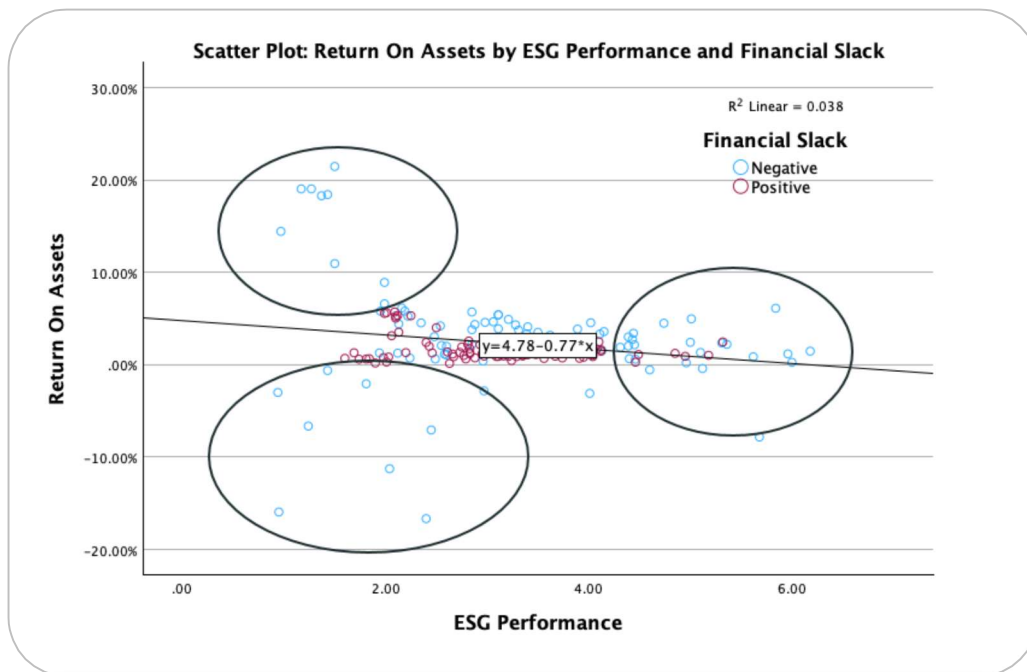 Scatter Plot: Return On Assets by ESG Performance and Financial Slack
30.00%
R² Linear = 0.038
Financial Slack
Negative
Positive
20.00%
10.00%
y=4.78-0.77*x
.00%
-10.00%
-20.00%
Return On Assets
.00 2.00 4.00 6.00
ESG Performance